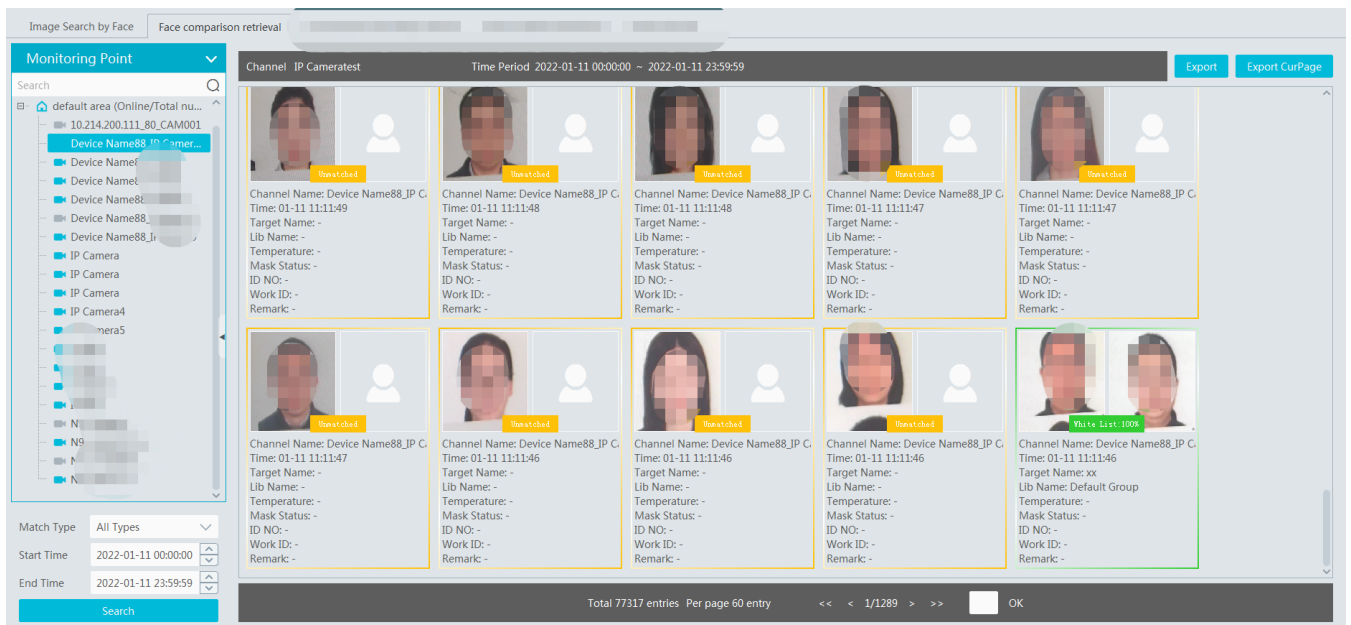 Image Search by Face
Face comparison retrieval
Monitoring Point
Search
default area (Online/Total nu...
10.214.200.111_80_CAM001
Device Name88_IP Camer...
Device
Device
Device Name88
Device Name88_
Device Name88_
IP Camera
IP Camera
IP Camera
IP Camera4
N9
Match Type All Types
Start Time 2022-01-11 00:00:00
End Time 2022-01-11 23:59:59
Search
Channel IP Cameratest Time Period 2022-01-11 00:00:00 ~ 2022-01-11 23:59:59
Export Export CurPage
Unmatched Unmatched Unmatched Unmatched Unmatched
Channel Name: Device Name88_IP Channel Name: Device Name88_IP Channel Name: Device Name88_IP Channel Name: Device Name88_IP Channel Name: Device Name88_IP
Time: 01-11 11:11:49 Time: 01-11 11:11:48 Time: 01-11 11:11:48 Time: 01-11 11:11:47 Time: 01-11 11:11:47
Target Name: - Target Name: - Target Name: - Target Name: - Target Name: -
Lib Name: - Lib Name: - Lib Name: - Lib Name: - Lib Name: -
Temperature: - Temperature: - Temperature: - Temperature: - Temperature: -
Mask Status: - Mask Status: - Mask Status: - Mask Status: - Mask Status: -
ID NO: - ID NO: - ID NO: - ID NO: - ID NO: -
Work ID: - Work ID: - Work ID: - Work ID: - Work ID: -
Remark: - Remark: - Remark: - Remark: - Remark: -
Unmatched Unmatched Unmatched Unmatched White List:100%
Channel Name: Device Name88_IP Channel Name: Device Name88_IP Channel Name: Device Name88_IP Channel Name: Device Name88_IP Channel Name: Device Name88_IP
Time: 01-11 11:11:47 Time: 01-11 11:11:46 Time: 01-11 11:11:46 Time: 01-11 11:11:46 Time: 01-11 11:11:46
Target Name: - Target Name: - Target Name: - Target Name: - Target Name: xx
Lib Name: - Lib Name: - Lib Name: - Lib Name: - Lib Name: Default Group
Temperature: - Temperature: - Temperature: - Temperature: - Temperature: -
Mask Status: - Mask Status: - Mask Status: - Mask Status: - Mask Status: -
ID NO: - ID NO: - ID NO: - ID NO: - ID NO: -
Work ID: - Work ID: - Work ID: - Work ID: - Work ID: -
Remark: - Remark: - Remark: - Remark: - Remark: -
Total 77317 entries Per page 60 entry << < 1/1289 > >> OK